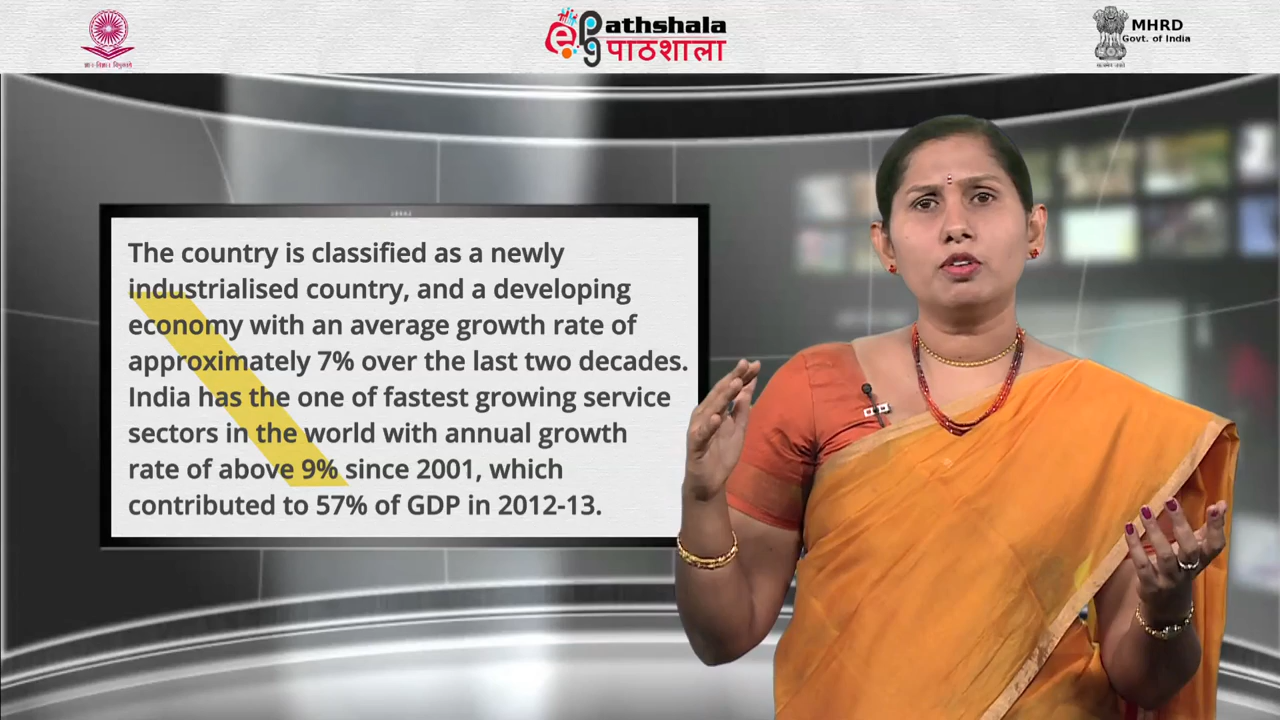 Pathshala
पाठशाला
MHRD
Govt. of India
The country is classified as a newly
industrialised country, and a developing
economy with an average growth rate of
approximately 7% over the last two decades.
India has the one of fastest growing service
sectors in the world with annual growth
rate of above 9% since 2001, which
contributed to 57% of GDP in 2012-13.